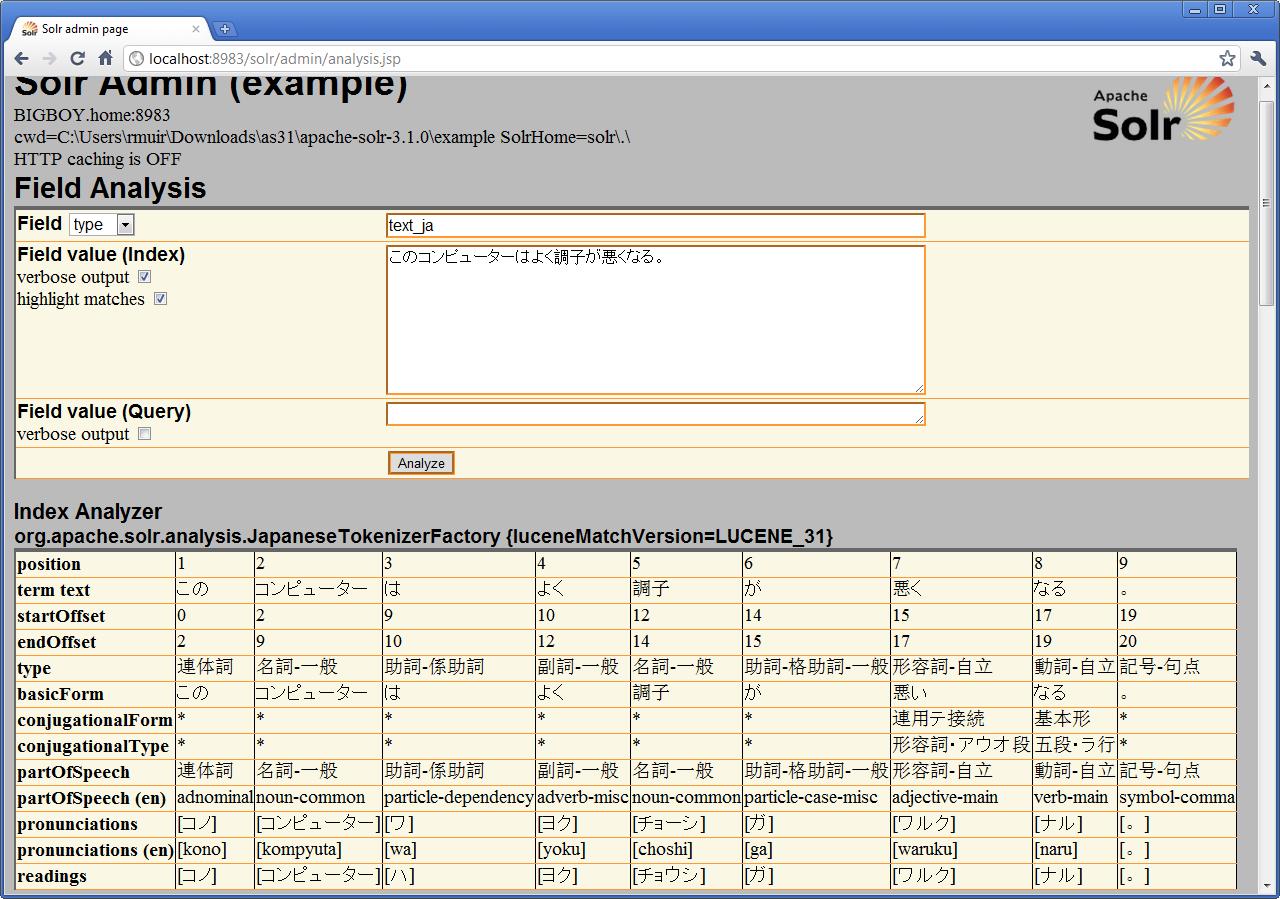 Solr admin page
localhost:8983/solr/admin/analysis.jsp
Solr Admin (example)
Apache Solr
BIGBOY.home:8983
cwd=C:\Users\rmuir\Downloads\as31\apache-solr-3.1.0\example SolrHome=solr\.\
HTTP caching is OFF
Field Analysis
Field type text_ja
Field value (Index) このコンピューターはよく調子が悪くなる。
verbose output
highlight matches
Field value (Query)
verbose output
Analyze
Index Analyzer
org.apache.solr.analysis.JapaneseTokenizerFactory {luceneMatchVersion=LUCENE_31}
position 1 2 3 4 5 6 7 8 9
term text この コンピューター は よく 調子 が 悪く なる 。
startOffset 0 2 9 10 12 14 15 17 19
endOffset 2 9 10 12 14 15 17 19 20
type 連体詞 名詞-一般 助詞-係助詞 副詞-一般 名詞-一般 助詞-格助詞-一般 形容詞-自立 動詞-自立 記号-句点
basicForm この コンピューター は よく 調子 が 悪い なる 。
conjugationalForm * * * * * * 連用テ接続 基本形 *
conjugationalType * * * * * * 形容詞・アウオ段 五段・ラ行 *
partOfSpeech 連体詞 名詞-一般 助詞-係助詞 副詞-一般 名詞-一般 助詞-格助詞-一般 形容詞-自立 動詞-自立 記号-句点
partOfSpeech (en) adnominal noun-common particle-dependency adverb-misc noun-common particle-case-misc adjective-main verb-main symbol-comma
pronunciations [コノ] [コンピューター] [ワ] [ヨク] [チョーシ] [ガ] [ワルク] [ナル] [。]
pronunciations (en) [kono] [kompyuta] [wa] [yoku] [choshi] [ga] [waruku] [naru] [。]
readings [コノ] [コンピューター] [ハ] [ヨク] [チョウシ] [ガ] [ワルク] [ナル] [。]